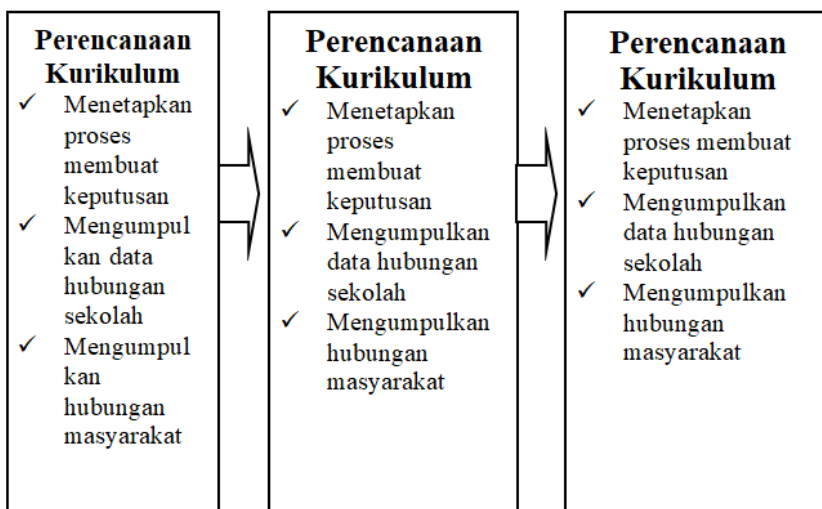 Perencanaan
Kurikulum
✓ Menetapkan
proses
membuat
keputusan
✓ Mengumpul
kan data
hubungan
sekolah
✓ Mengumpul
kan
hubungan
masyarakat
Perencanaan
Kurikulum
✓ Menetapkan
proses
membuat
keputusan
✓ Mengumpulkan
data hubungan
sekolah
✓ Mengumpulkan
hubungan
masyarakat
Perencanaan
Kurikulum
✓ Menetapkan
proses membuat
keputusan
✓ Mengumpulkan
data hubungan
sekolah
✓ Mengumpulkan
hubungan
masyarakat